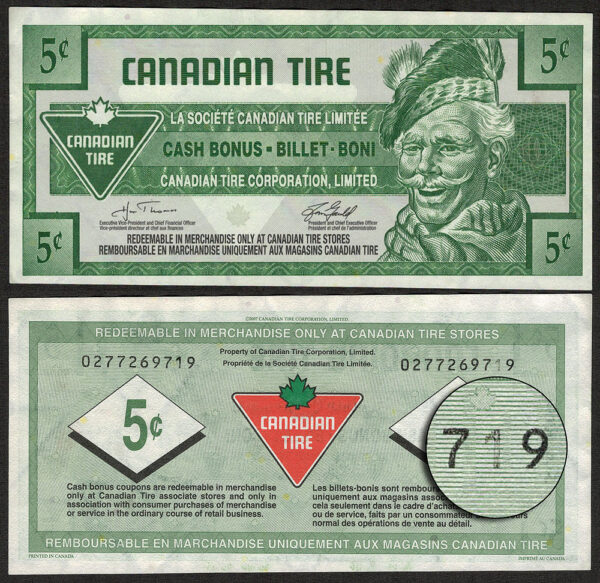 5¢ 5¢
CANADIAN TIRE
LA SOCIÉTÉ CANADIAN TIRE LIMITÉE
CANADIAN
TIRE
CASH BONUS - BILLET - BONI
CANADIAN TIRE CORPORATION, LIMITED
Executive Vice-President and Chief Financial Officer
Vice-président directeur et chef des finances
President and Chief Executive Officer
Président et chef de l'administration
5¢ 5¢
REDEEMABLE IN MERCHANDISE ONLY AT CANADIAN TIRE STORES
REMBOURSABLE EN MARCHANDISE UNIQUEMENT AUX MAGASINS CANADIAN TIRE
©2007 CANADIAN TIRE CORPORATION, LIMITED.
REDEEMABLE IN MERCHANDISE ONLY AT CANADIAN TIRE STORES
0277269719
Property of Canadian Tire Corporation, Limited.
Propriété de la Société Canadian Tire Limitée.
0277269719
5¢
CANADIAN
TIRE
719
Cash bonus coupons are redeemable in merchandise
only at Canadian Tire associate stores and only in
association with consumer purchases of merchandise
or service in the ordinary course of retail business.
Les billets-bonis sont rembou
uniquement aux magasins assoc
cela seulement dans le cadre d'achat
ou de service, faits par un consommateur rs
normal des opérations de vente au détail.
REMBOURSABLE EN MARCHANDISE UNIQUEMENT AUX MAGASINS CANADIAN TIRE
PRINTED IN CANADA
IMPRIMÉ AU CANADA